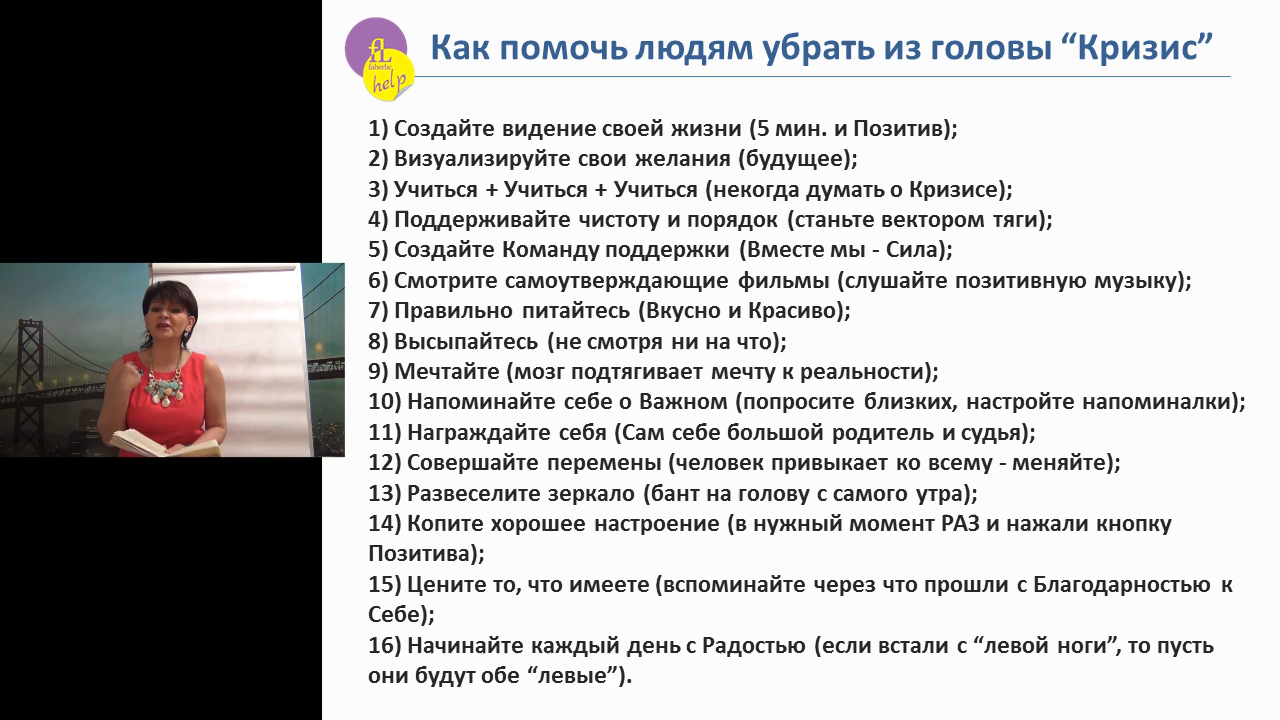 fL
faberlic
help
Как помочь людям убрать из головы “Кризис”
1) Создайте видение своей жизни (5 мин. и Позитив);
2) Визуализируйте свои желания (будущее);
3) Учиться + Учиться + Учиться (некогда думать о Кризисе);
4) Поддерживайте чистоту и порядок (станьте вектором тяги);
5) Создайте Команду поддержки (Вместе мы - Сила);
6) Смотрите самоутверждающие фильмы (слушайте позитивную музыку);
7) Правильно питайтесь (Вкусно и Красиво);
8) Высыпайтесь (не смотря ни на что);
9) Мечтайте (мозг подтягивает мечту к реальности);
10) Напоминайте себе о Важном (попросите близких, настройте напоминалки);
11) Награждайте себя (Сам себе большой родитель и судья);
12) Совершайте перемены (человек привыкает ко всему - меняйте);
13) Развеселите зеркало (бант на голову с самого утра);
14) Копите хорошее настроение (в нужный момент РАЗ и нажали кнопку
Позитива);
15) Цените то, что имеете (вспоминайте через что прошли с Благодарностью к
Себе);
16) Начинайте каждый день с Радостью (если встали с “левой ноги”, то пусть
они будут обе “левые”).